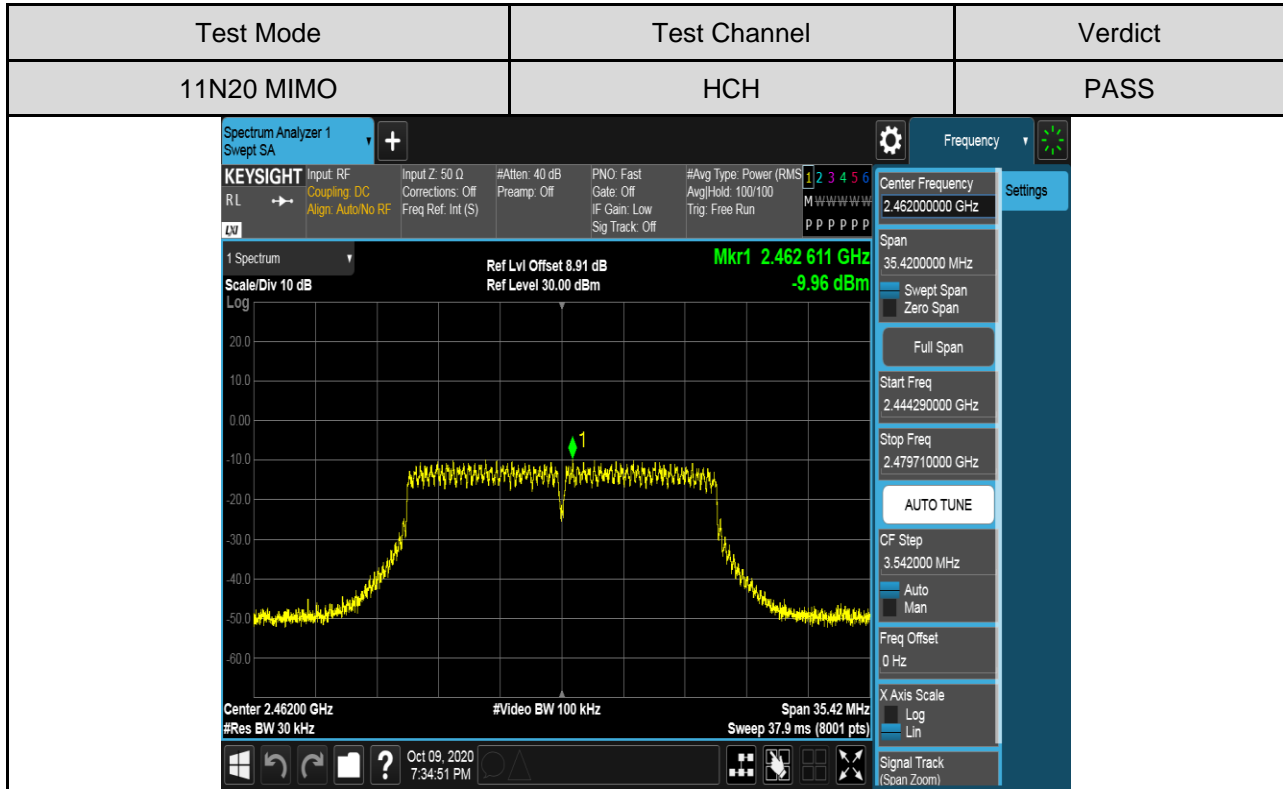 Test Mode Test Channel Verdict
11N20 MIMO HCH PASS
Spectrum Analyzer 1
Swept SA
+
Frequency
KEYSIGHT
RL
LXI
Input: RF
Coupling: DC
Align: Auto/No RF
Input Z: 50 Ω
Corrections: Off
Freq Ref: Int (S)
#Atten: 40 dB
Preamp: Off
PNO: Fast
Gate: Off
IF Gain: Low
Sig Track: Off
#Avg Type: Power (RMS
Avg|Hold: 100/100
Trig: Free Run
1 2 3 4 5 6
M W W W W W
P P P P P P
Center Frequency
2.462000000 GHz
Settings
Span
35.4200000 MHz
Swept Span
Zero Span
Full Span
Start Freq
2.444290000 GHz
Stop Freq
2.479710000 GHz
AUTO TUNE
CF Step
3.542000 MHz
Auto
Man
Freq Offset
0 Hz
X Axis Scale
Log
Lin
Signal Track
(Span Zoom)
1 Spectrum
Scale/Div 10 dB
Log
Ref Lvl Offset 8.91 dB
Ref Level 30.00 dBm
Mkr1 2.462 611 GHz
-9.96 dBm
20.0
10.0
0.00
1
-10.0
-20.0
-30.0
-40.0
-50.0
-60.0
Center 2.46200 GHz
#Res BW 30 kHz
#Video BW 100 kHz
Span 35.42 MHz
Sweep 37.9 ms (8001 pts)
?
Oct 09, 2020
7:34:51 PM